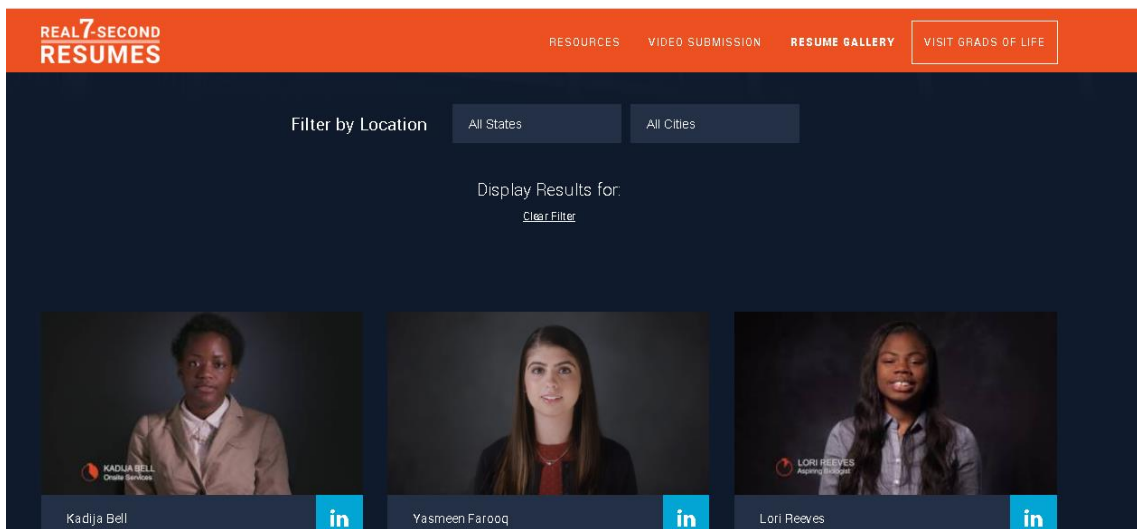 REAL 7-SECOND
RESUMES
RESOURCES
VIDEO SUBMISSION
RESUME GALLERY
VISIT GRADS OF LIFE
Filter by Location
All States
All Cities
Display Results for:
Clear Filter
KADIJA BELL
Onsite Services
LORI REEVES
Aspiring Biologist
Kadija Bell
in
Yasmeen Farooq
in
Lori Reeves
in